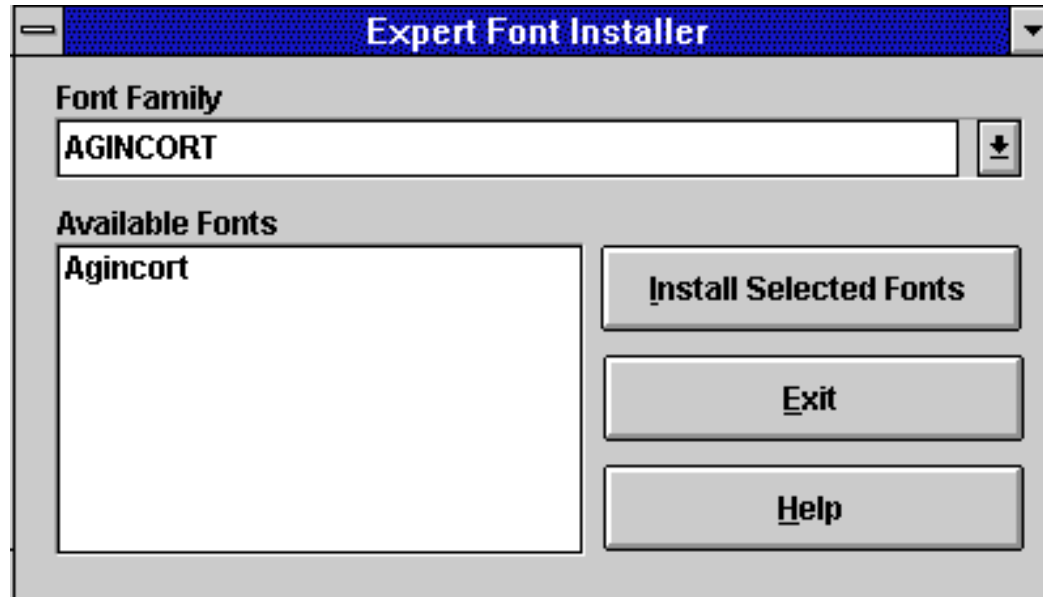 Expert Font Installer
Font Family
AGINCORT
Available Fonts
Agincort
Install Selected Fonts
Exit
Help